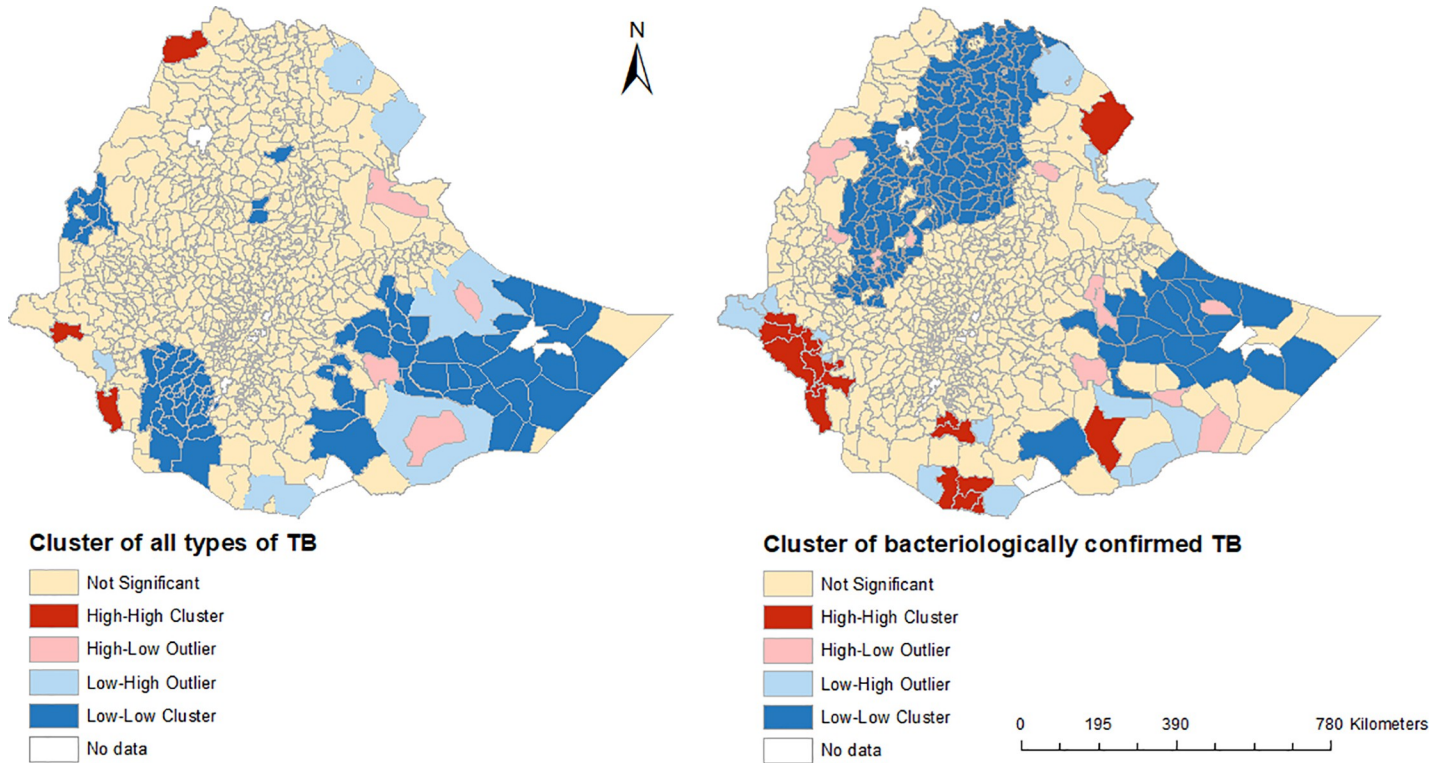 N
Cluster of all types of TB
Not Significant
High-High Cluster
High-Low Outlier
Low-High Outlier
Low-Low Cluster
No data
Cluster of bacteriologically confirmed TB
Not Significant
High-High Cluster
High-Low Outlier
Low-High Outlier
Low-Low Cluster
No data
0 195 390 780 Kilometers